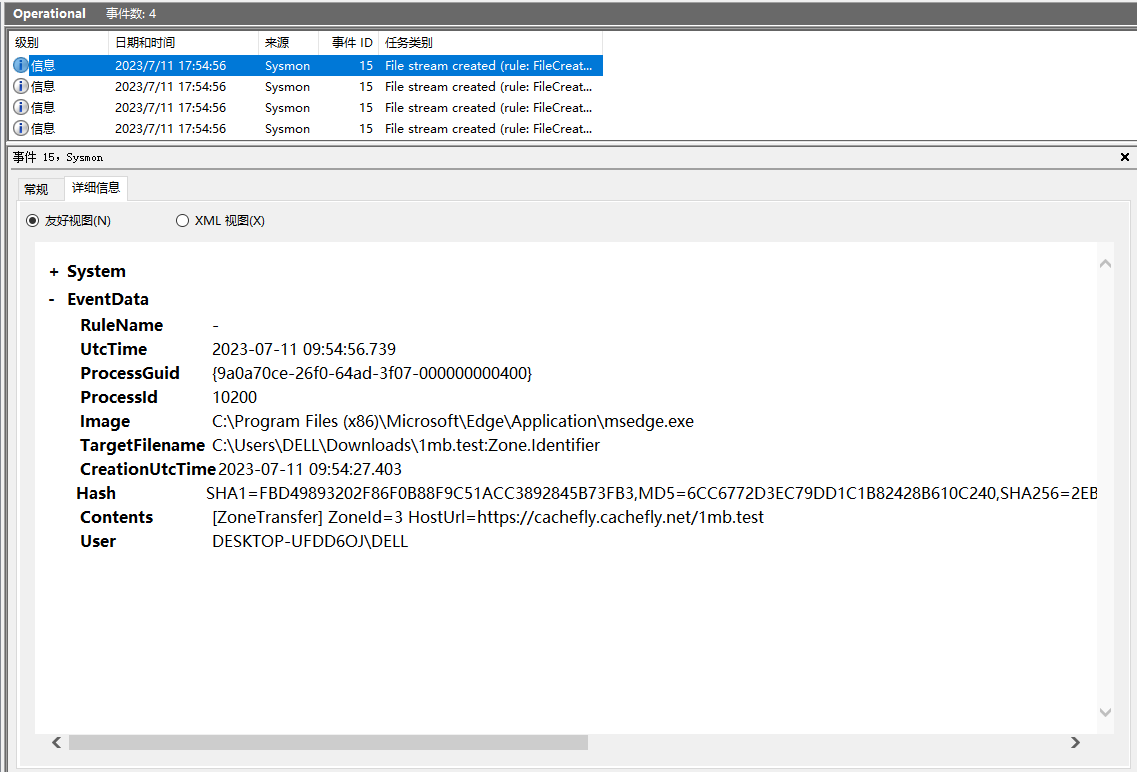 Operational 事件数: 4
级别 日期和时间 来源 事件 ID 任务类别
信息 2023/7/11 17:54:56 Sysmon 15 File stream created (rule: FileCreat...
信息 2023/7/11 17:54:56 Sysmon 15 File stream created (rule: FileCreat...
信息 2023/7/11 17:54:56 Sysmon 15 File stream created (rule: FileCreat...
信息 2023/7/11 17:54:56 Sysmon 15 File stream created (rule: FileCreat...
事件 15，Sysmon
常规 详细信息
友好视图(N) XML 视图(X)
+ System
- EventData
RuleName -
UtcTime 2023-07-11 09:54:56.739
ProcessGuid {9a0a70ce-26f0-64ad-3f07-000000000400}
ProcessId 10200
Image C:\Program Files (x86)\Microsoft\Edge\Application\msedge.exe
TargetFilename C:\Users\DELL\Downloads\1mb.test:Zone.Identifier
CreationUtcTime 2023-07-11 09:54:27.403
Hash SHA1=FBD49893202F86F0B88F9C51ACC3892845B73FB3,MD5=6CC6772D3EC79DD1C1B82428B610C240,SHA256=2EB
Contents [ZoneTransfer] ZoneId=3 HostUrl=https://cachefly.cachefly.net/1mb.test
User DESKTOP-UFDD6OJ\DELL